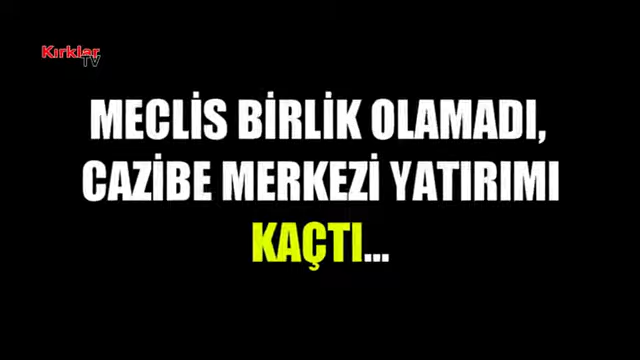 Kırklar
TV
MECLİS BİRLİK OLAMADI,
CAZİBE MERKEZİ YATIRIMI
KAÇTI...